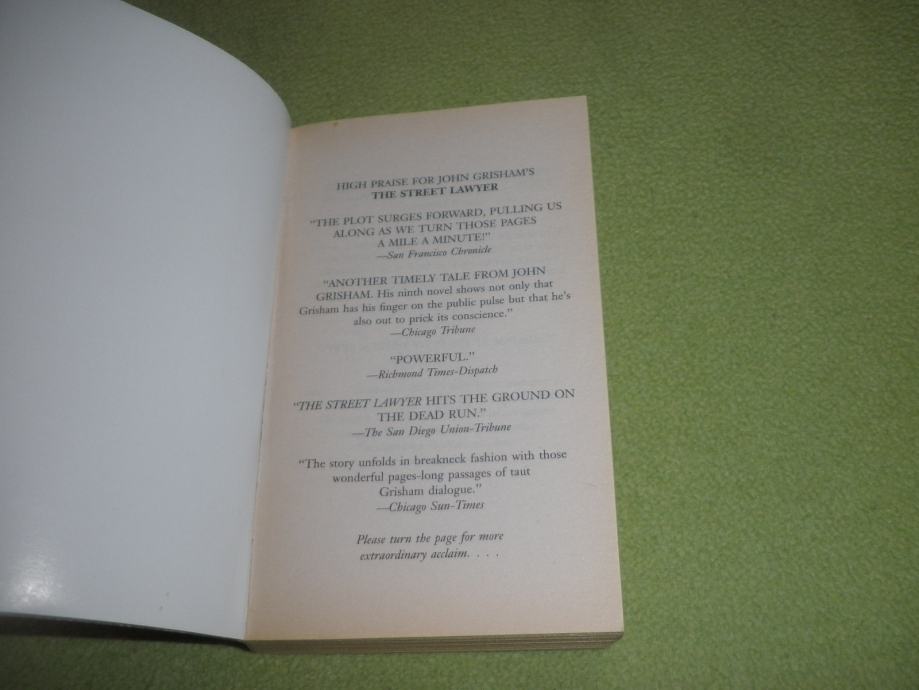 HIGH PRAISE FOR JOHN GRISHAM'S
THE STREET LAWYER
"THE PLOT SURGES FORWARD, PULLING US
ALONG AS WE TURN THOSE PAGES
A MILE A MINUTE!"
—San Francisco Chronicle
"ANOTHER TIMELY TALE FROM JOHN
GRISHAM. His ninth novel shows not only that
Grisham has his finger on the public pulse but that he's
also out to prick its conscience."
—Chicago Tribune
"POWERFUL."
—Richmond Times-Dispatch
"THE STREET LAWYER HITS THE GROUND ON
THE DEAD RUN."
—The San Diego Union-Tribune
"The story unfolds in breakneck fashion with those
wonderful pages-long passages of taut
Grisham dialogue."
—Chicago Sun-Times
Please turn the page for more
extraordinary acclaim. . . .